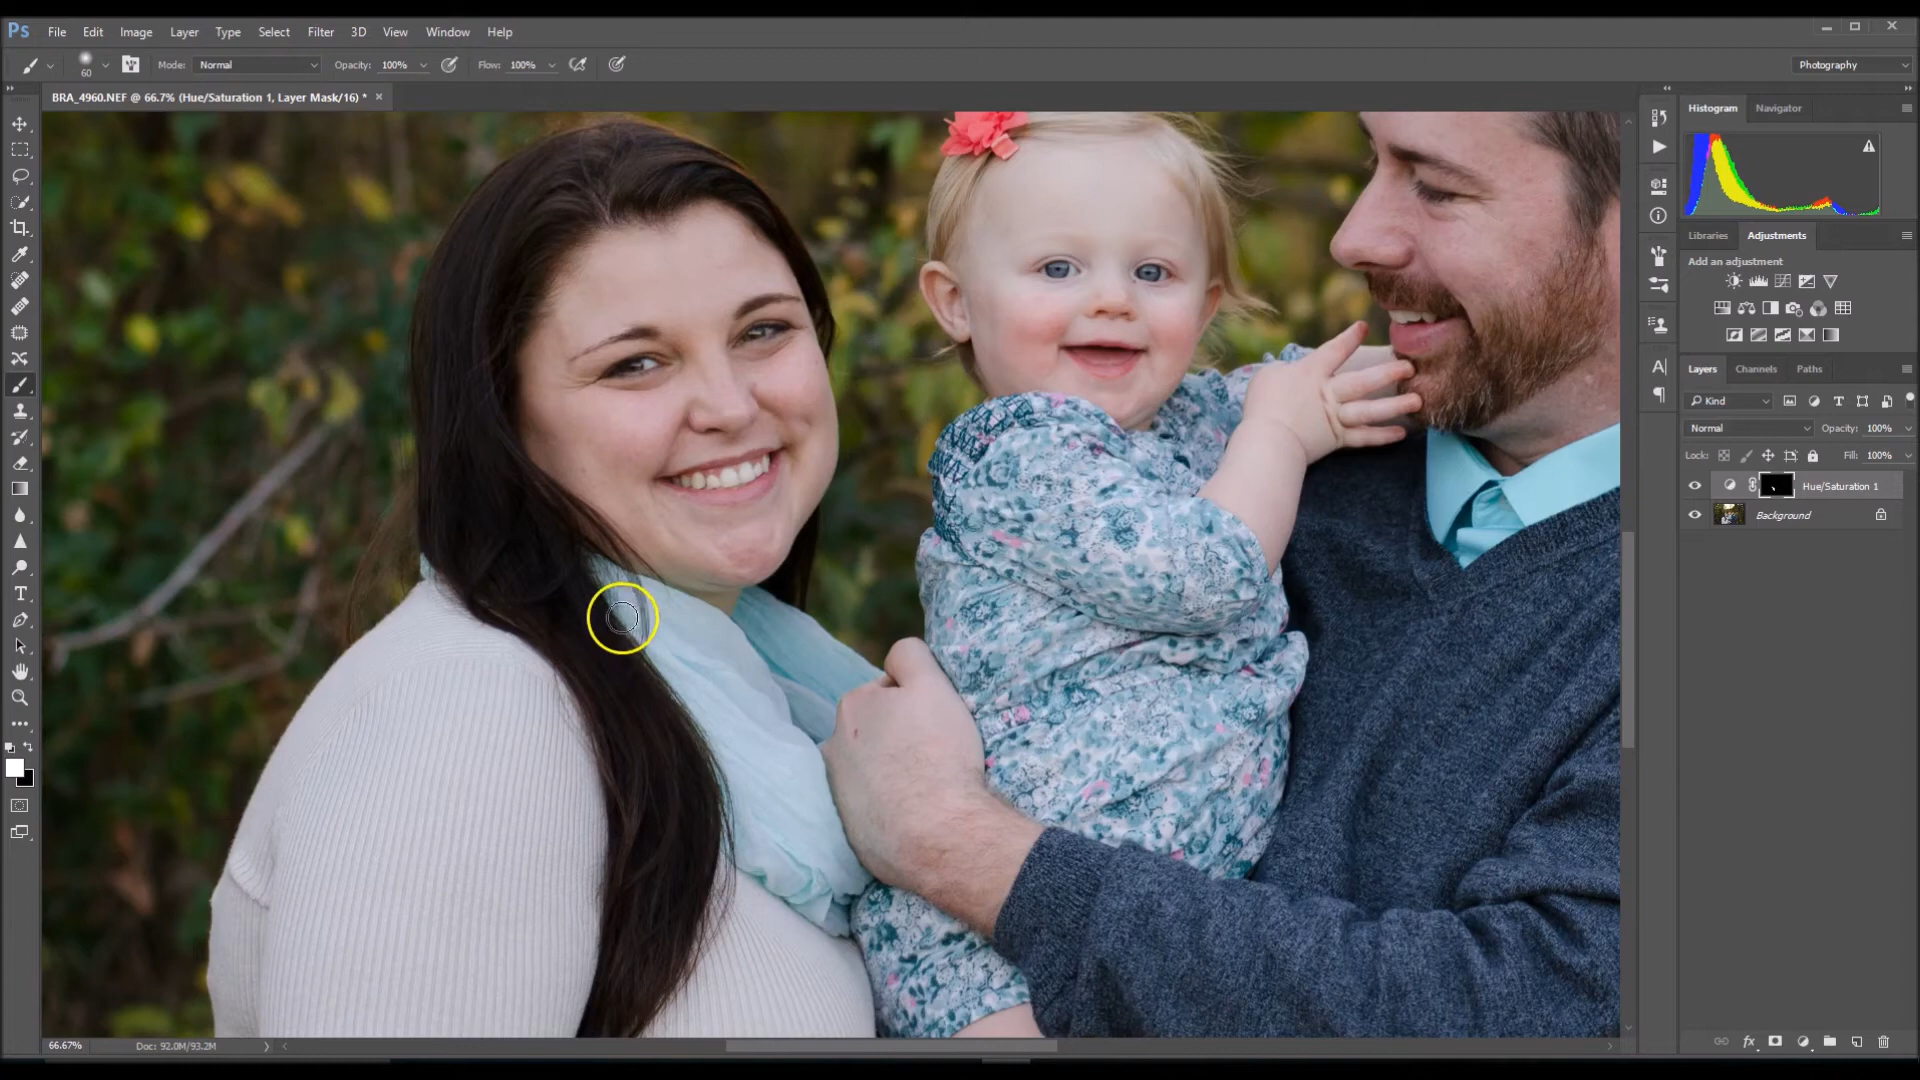 Ps File Edit Image Layer Type Select Filter 3D View Window Help
60 Mode: Normal Opacity: 100% Flow: 100% Photography
BRA_4960.NEF @ 66.7% (Hue/Saturation 1, Layer Mask/16) * ×
Histogram Navigator
Libraries Adjustments
Add an adjustment
Layers Channels Paths
Kind
Normal Opacity: 100%
Lock: Fill: 100%
Hue/Saturation 1
Background
66.67% Doc: 92.0M/93.2M